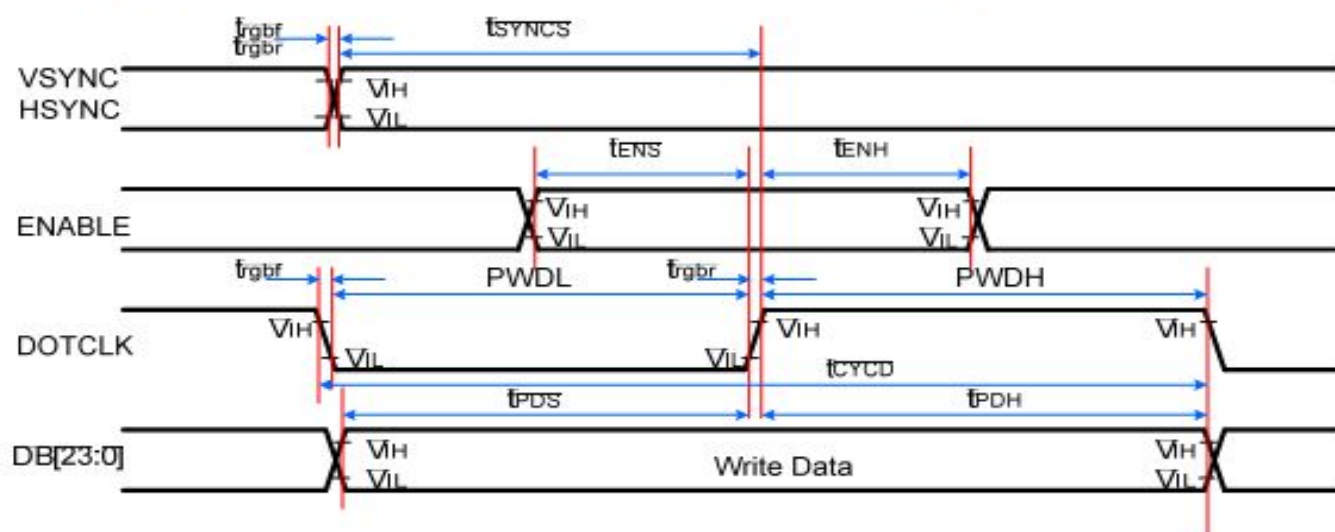 trgbf
trgbr
tSYNCS
VSYNC
HSYNC
VIH
VIL
tENS
tENH
ENABLE
VIH
VIL
VIH
VIL
trgbf
PWDL
trgbr
PWDH
DOTCLK
VIH
VIL
VIL
VIH
VIH
tCYCD
tPDS
tPDH
DB[23:0]
VIH
VIL
Write Data
VIH
VIL